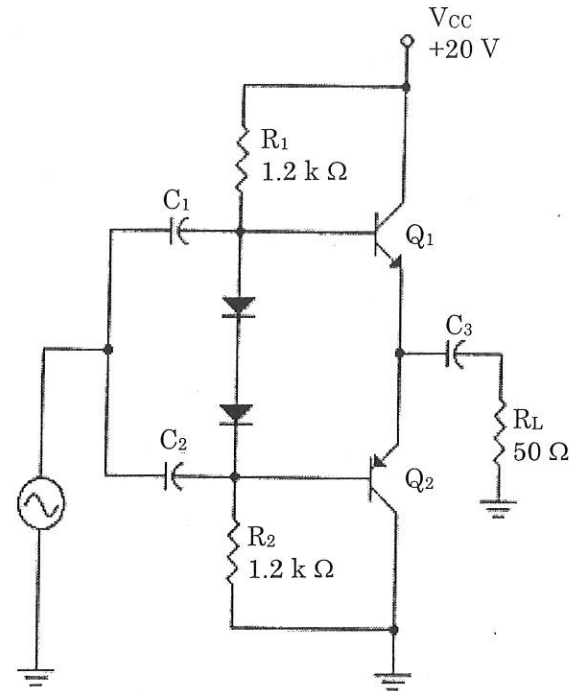 VCC
+20 V
R1
1.2 k Ω
C1
Q1
C3
RL
50 Ω
C2
Q2
R2
1.2 k Ω